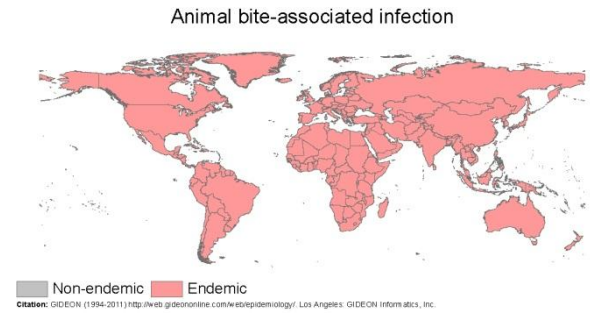 Animal bite-associated infection
Non-endemic Endemic
Citation: GIDEON (1994-2011) http://web.gideononline.com/web/epidemiology/. Los Angeles: GIDEON Informatics, Inc.